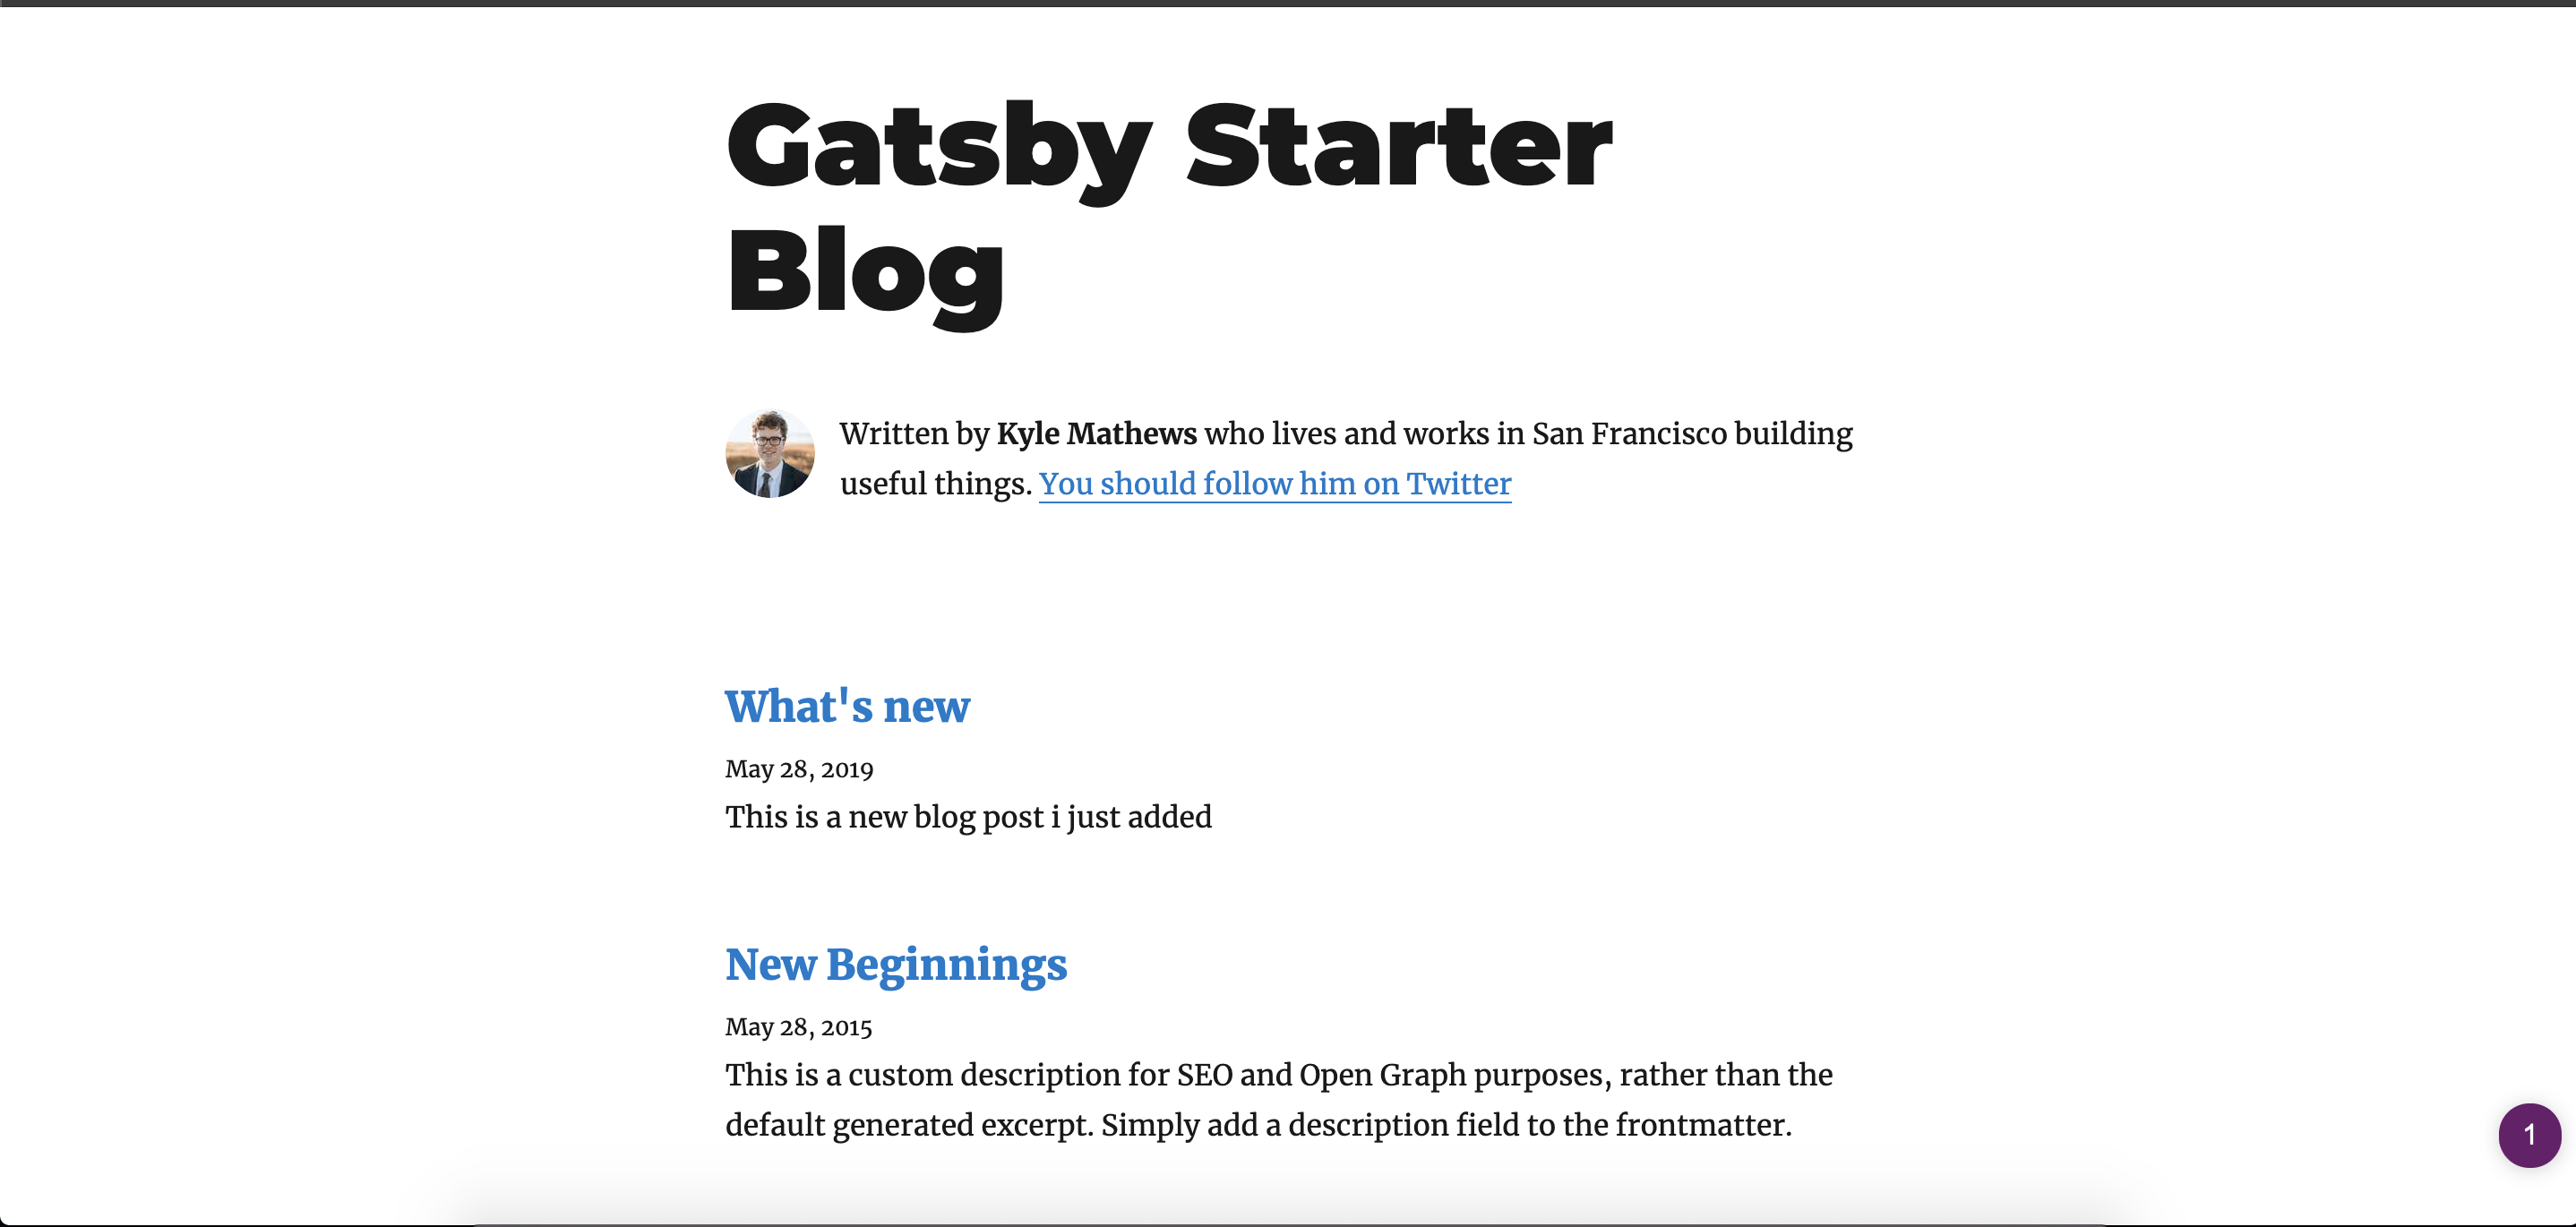 Gatsby Starter
Blog
Written by Kyle Mathews who lives and works in San Francisco building
useful things. You should follow him on Twitter
What's new
May 28, 2019
This is a new blog post i just added
New Beginnings
May 28, 2015
This is a custom description for SEO and Open Graph purposes, rather than the
default generated excerpt. Simply add a description field to the frontmatter.
1